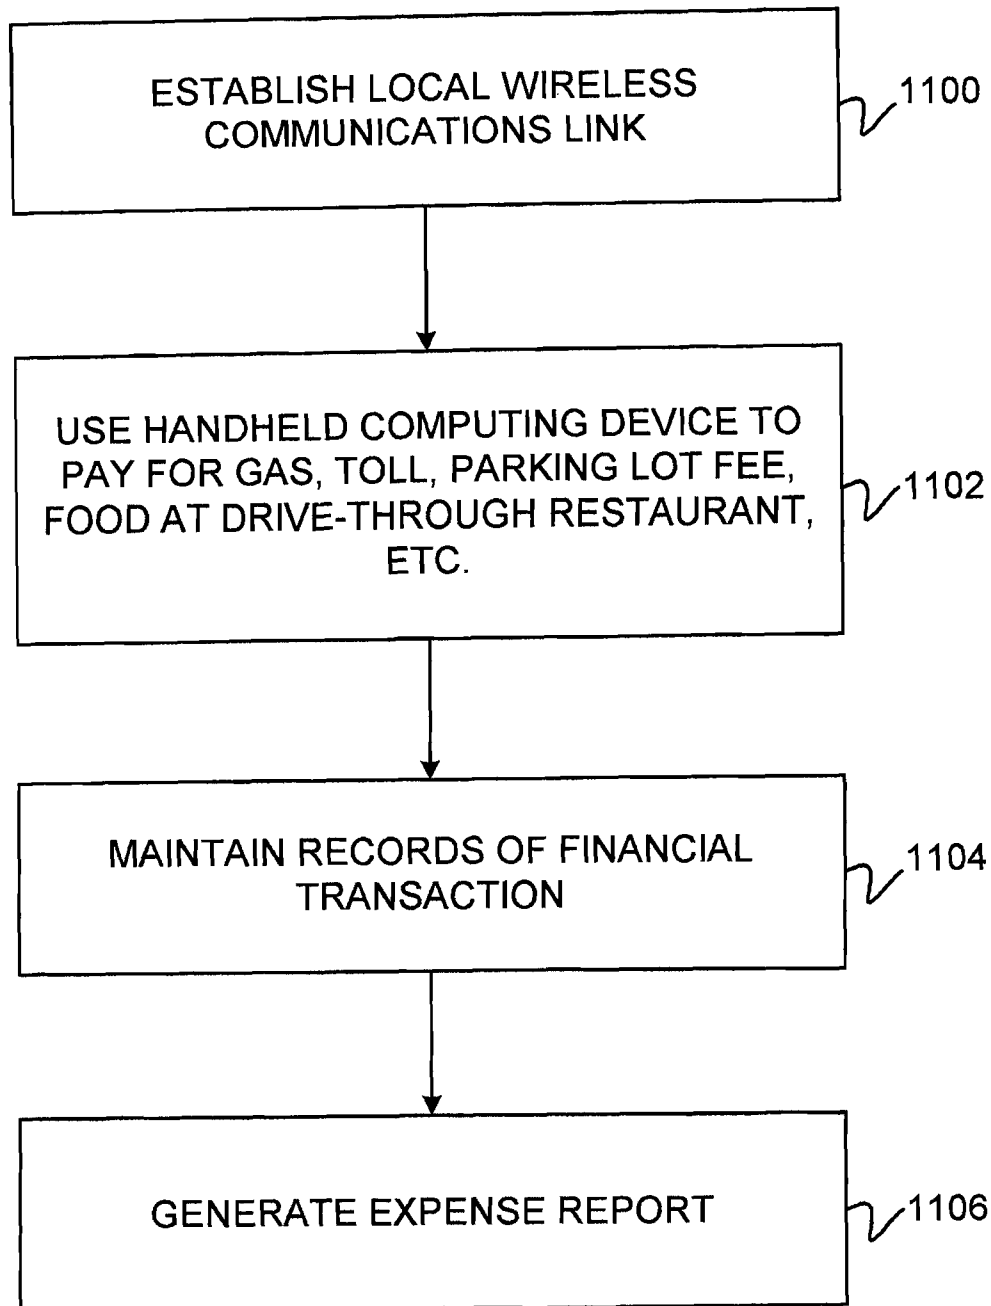 ESTABLISH LOCAL WIRELESS
COMMUNICATIONS LINK
1100
USE HANDHELD COMPUTING DEVICE TO
PAY FOR GAS, TOLL, PARKING LOT FEE,
FOOD AT DRIVE-THROUGH RESTAURANT,
ETC.
1102
MAINTAIN RECORDS OF FINANCIAL
TRANSACTION
1104
GENERATE EXPENSE REPORT
1106